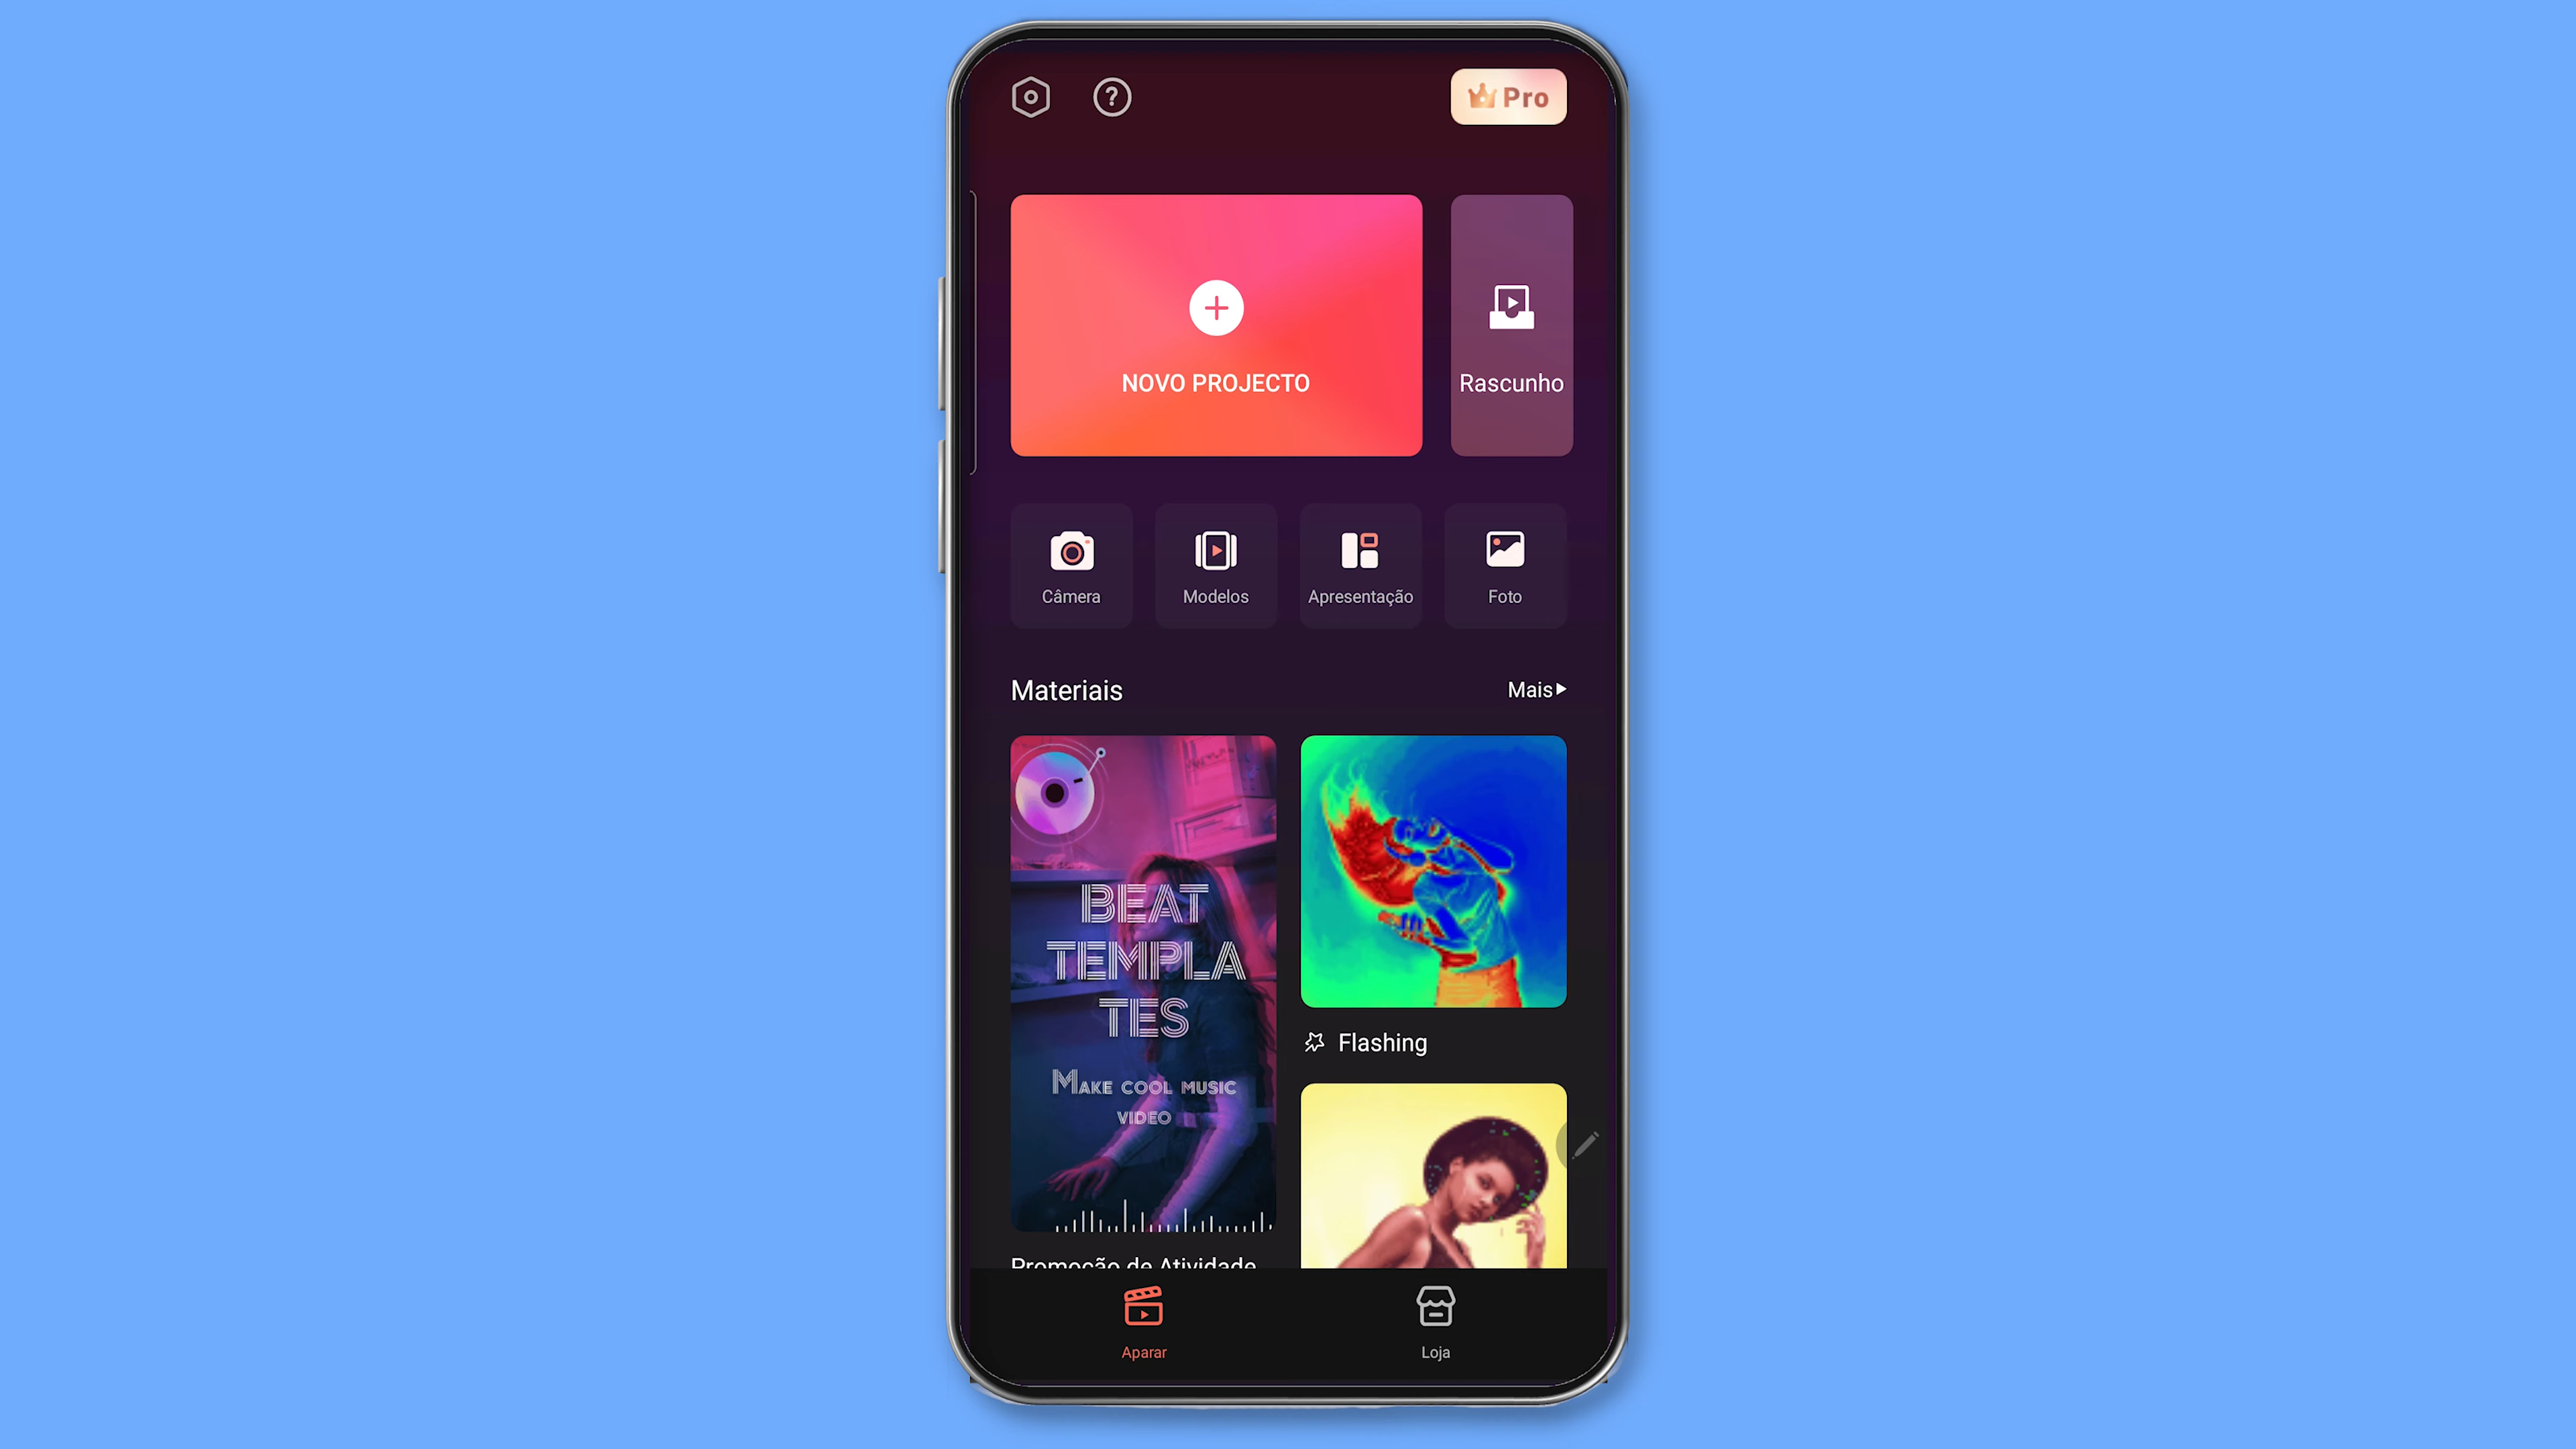 Pro
NOVO PROJECTO
Rascunho
Câmera
Modelos
Apresentação
Foto
Materiais
Mais
BEAT
TEMPLA
TES
MAKE COOL MUSIC
VIDEO
Flashing
Promoção de Atividade
Aparar
Loja